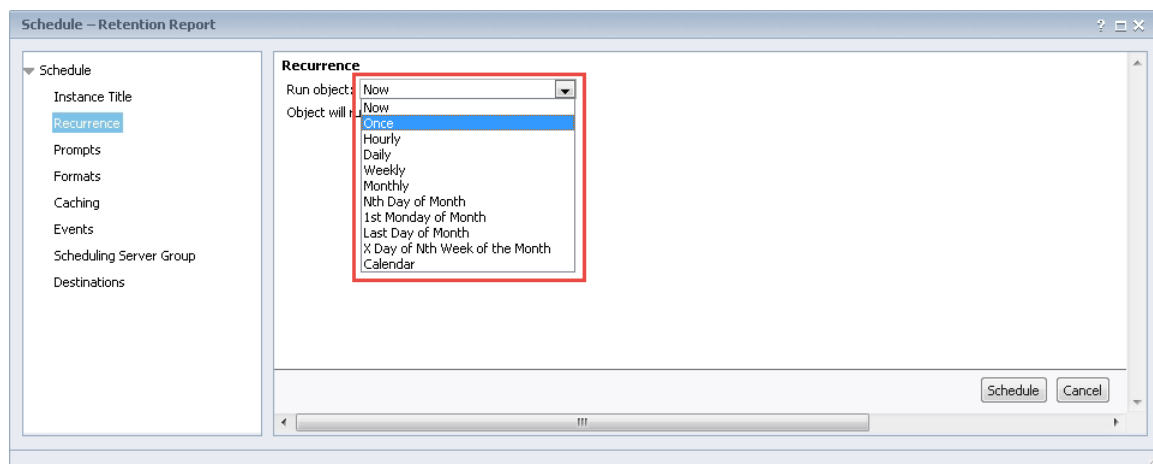 Schedule – Retention Report
Schedule
Instance Title
Recurrence
Prompts
Formats
Caching
Events
Scheduling Server Group
Destinations
Recurrence
Run object: Now
Object will
Now
Once
Hourly
Daily
Weekly
Monthly
Nth Day of Month
1st Monday of Month
Last Day of Month
X Day of Nth Week of the Month
Calendar
Schedule Cancel